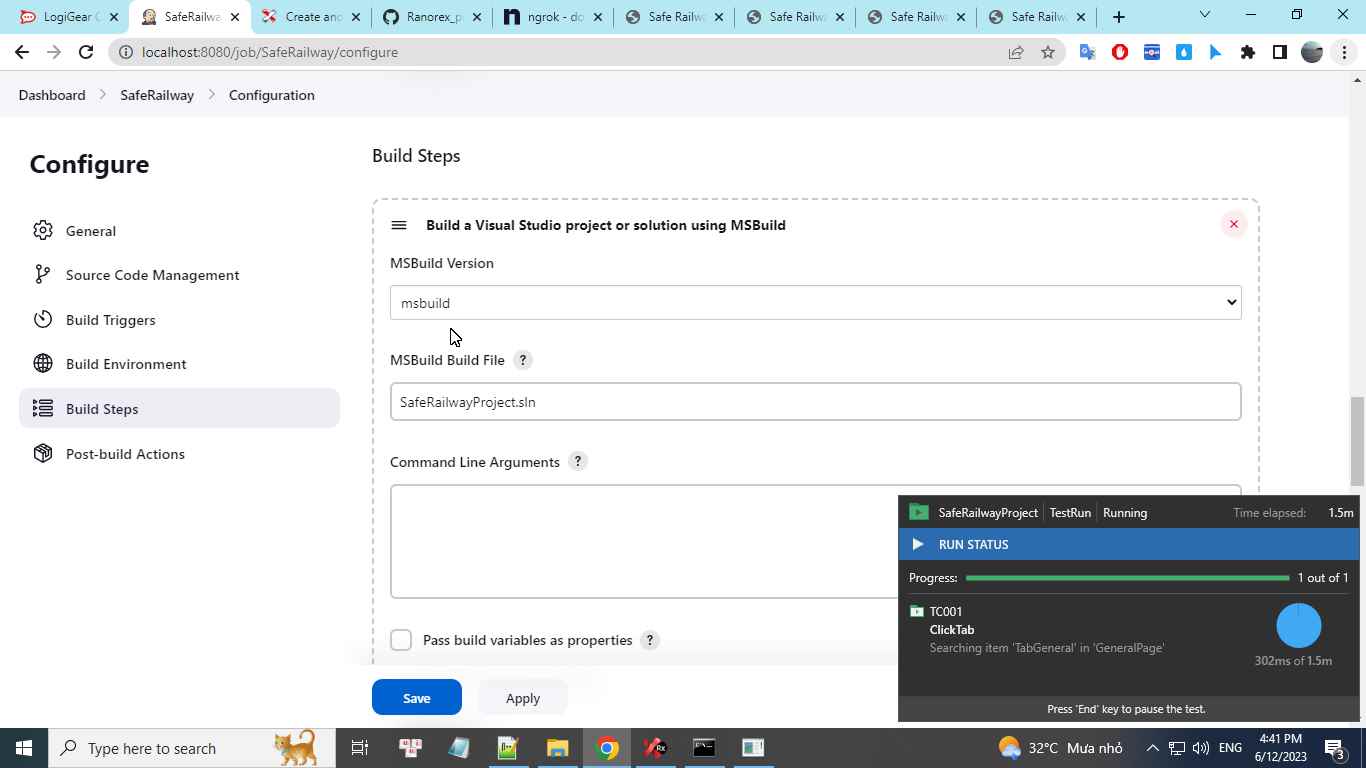 LogiGear C
SafeRailwa
Create and
Ranorex_p
ngrok - do
Safe Railw
Safe Railw
Safe Railw
Safe Railw
localhost:8080/job/SafeRailway/configure
Dashboard
SafeRailway
Configuration
Configure
General
Source Code Management
Build Triggers
Build Environment
Build Steps
Post-build Actions
Build Steps
Build a Visual Studio project or solution using MSBuild
MSBuild Version
msbuild
MSBuild Build File ?
SafeRailwayProject.sln
Command Line Arguments ?
Pass build variables as properties ?
Save
Apply
SafeRailwayProject TestRun Running Time elapsed: 1.5m
RUN STATUS
Progress: 1 out of 1
TC001
ClickTab
Searching item 'TabGeneral' in 'GeneralPage'
302ms of 1.5m
Press 'End' key to pause the test.
Type here to search
Rx
32°C Mưa nhỏ
ENG
4:41 PM
6/12/2023
3